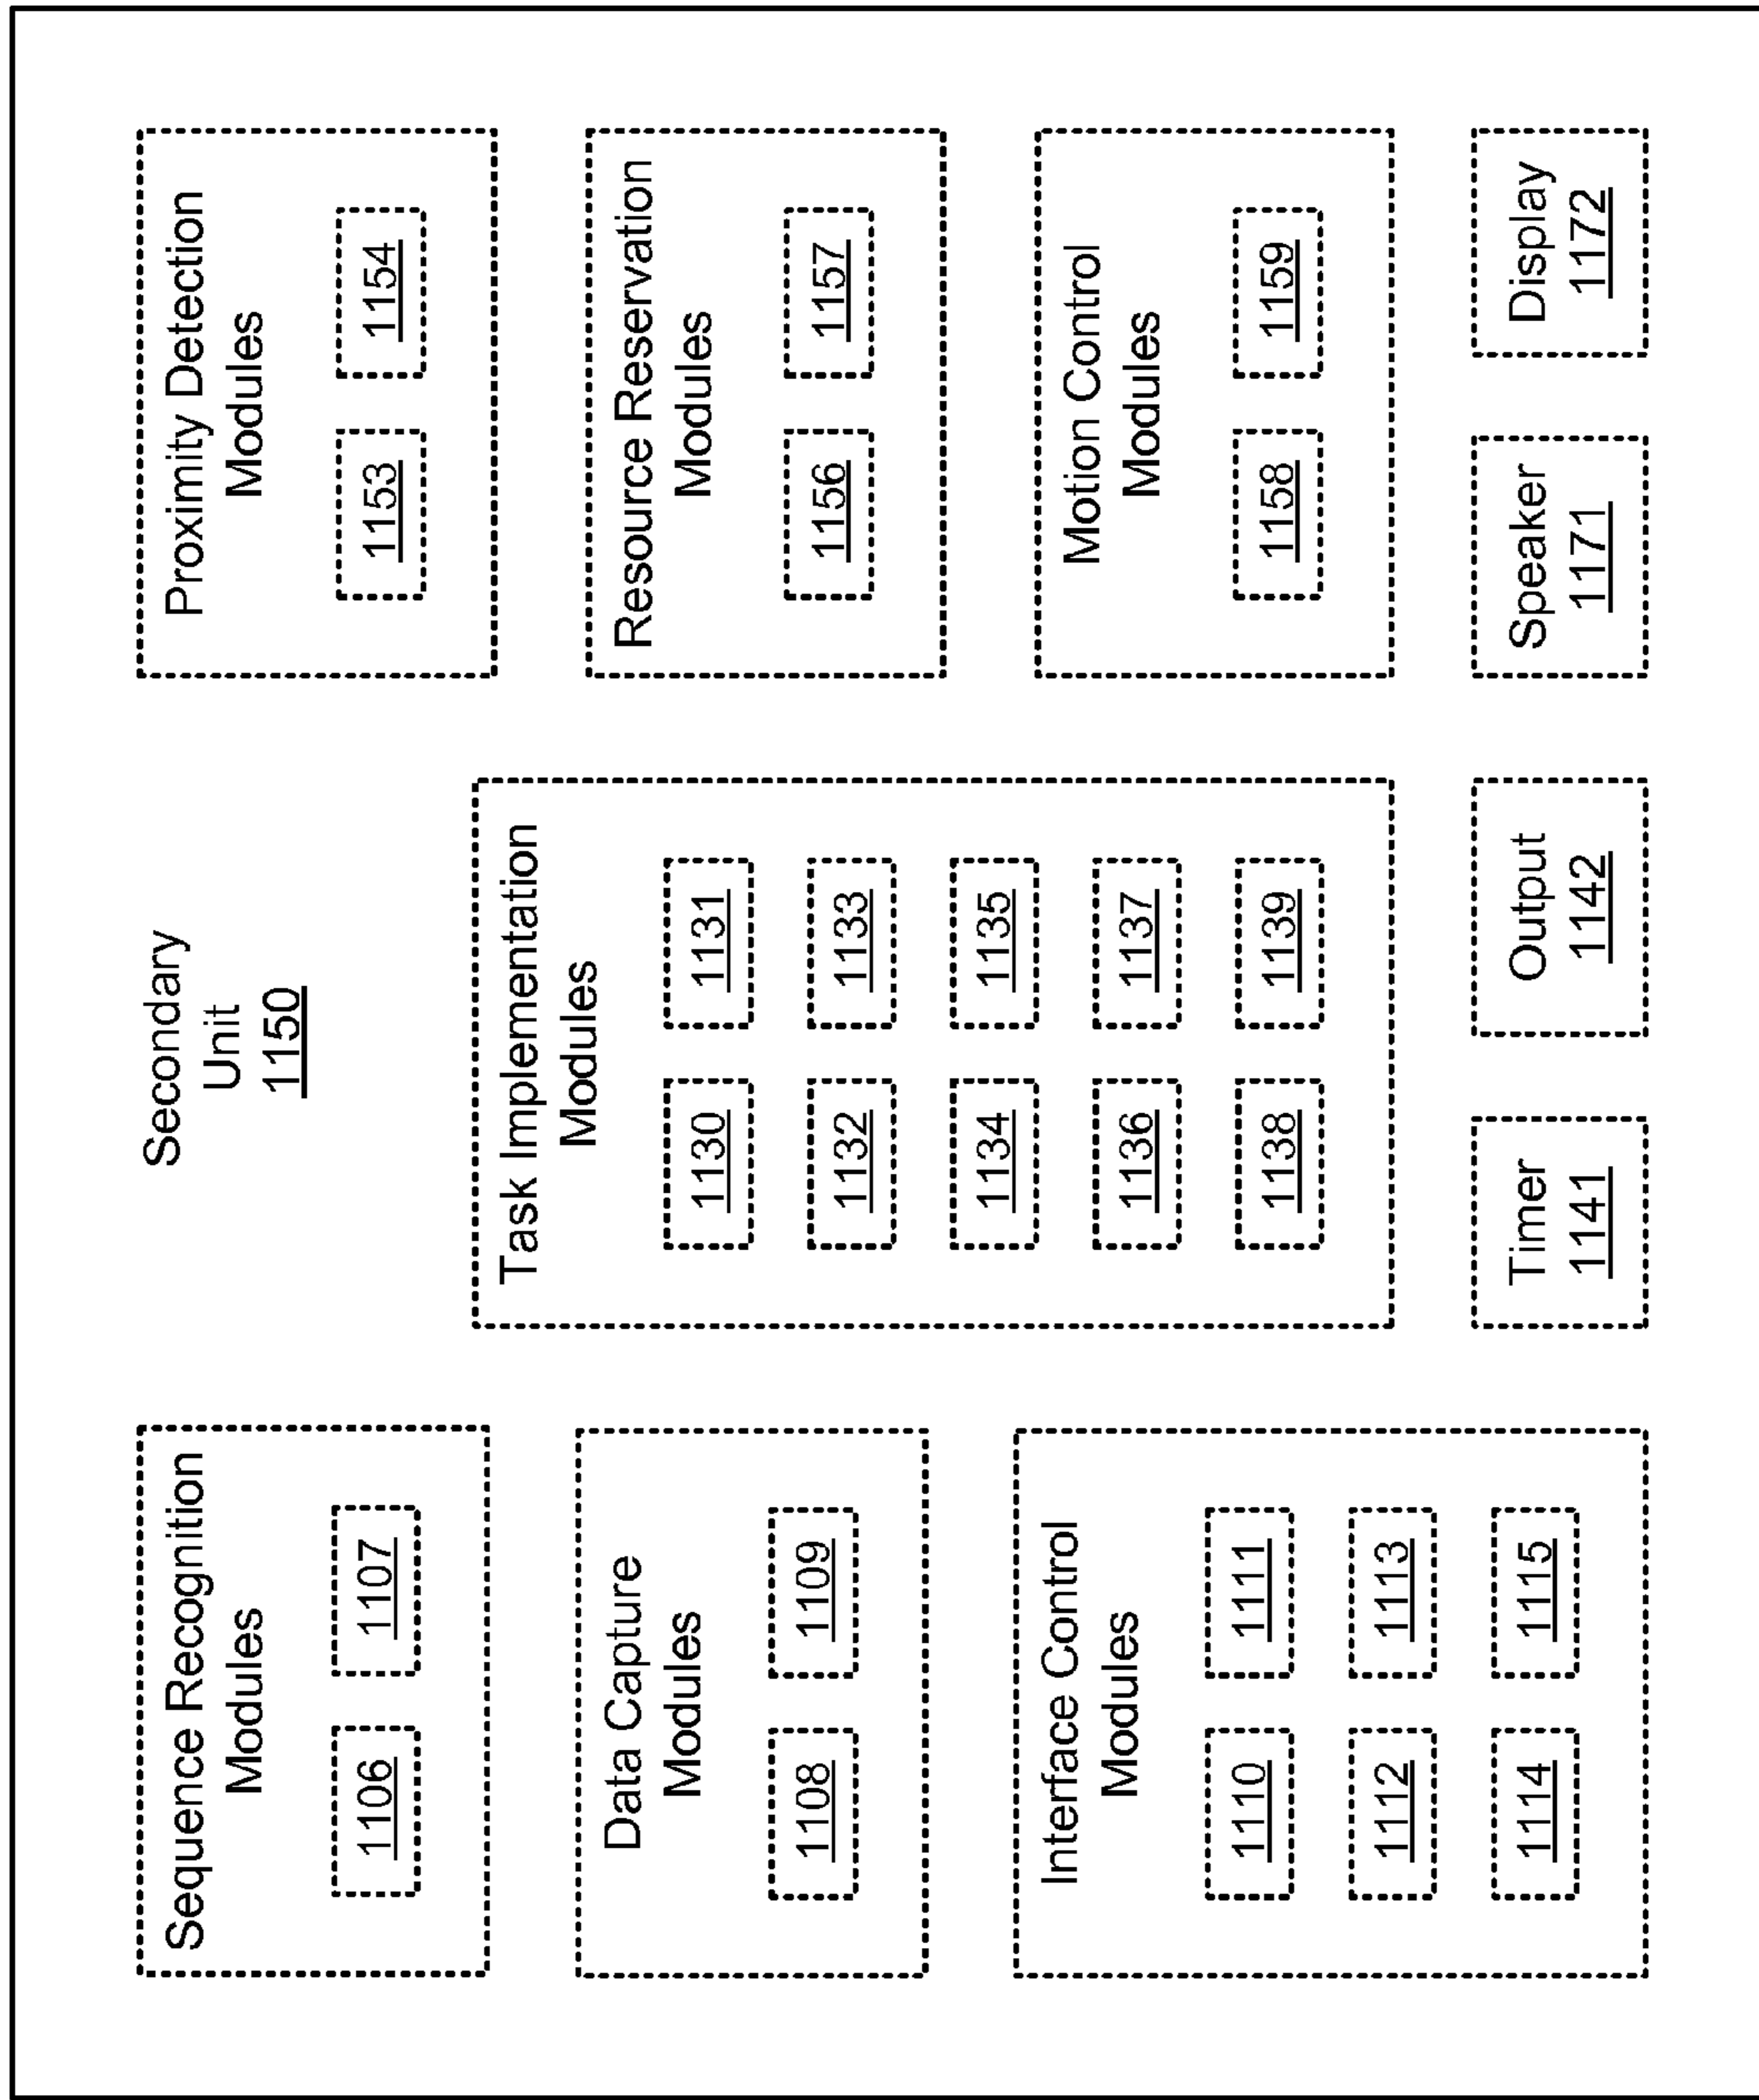 Secondary
Unit
1150
Sequence Recognition
Modules
1106 1107
Data Capture
Modules
1108 1109
Interface Control
Modules
1110 1111
1112 1113
1114 1115
Task Implementation
Modules
1130 1131
1132 1133
1134 1135
1136 1137
1138 1139
Timer
1141
Output
1142
Proximity Detection
Modules
1153 1154
Resource Reservation
Modules
1156 1157
Motion Control
Modules
1158 1159
Speaker
1171
Display
1172